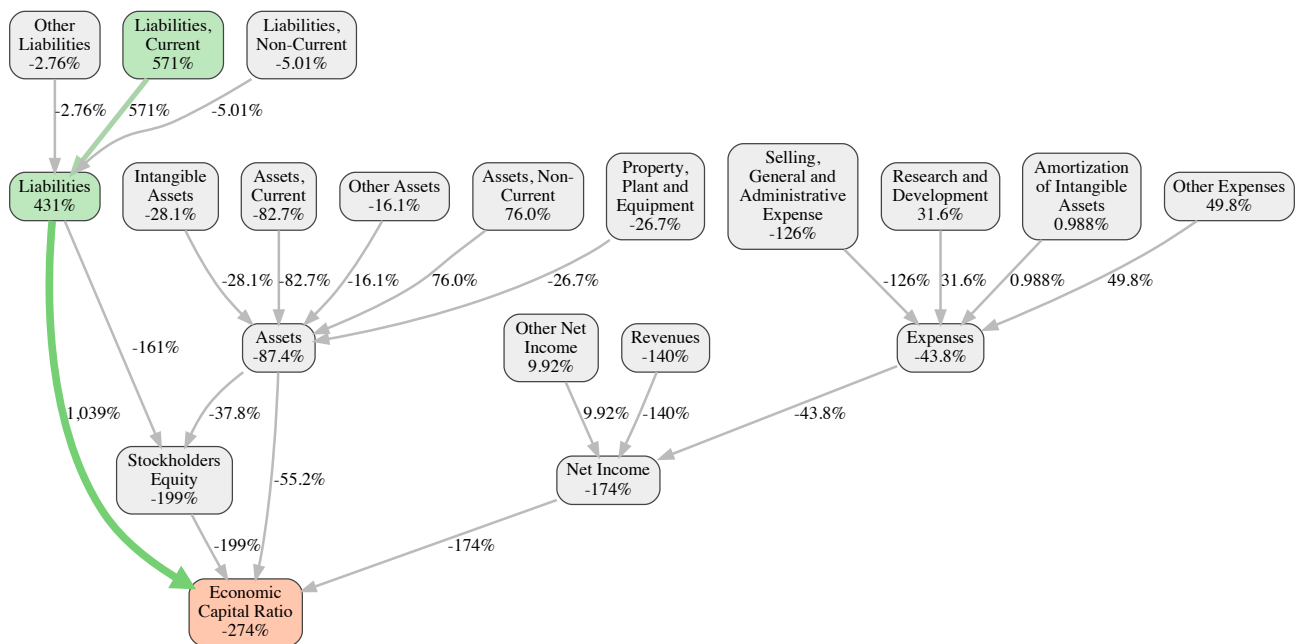 Other
Liabilities
-2.76%
Liabilities,
Current
571%
Liabilities,
Non-Current
-5.01%
-2.76%
571%
-5.01%
Liabilities
431%
Intangible
Assets
-28.1%
Assets,
Current
-82.7%
Other Assets
-16.1%
Assets, Non-
Current
76.0%
Property,
Plant and
Equipment
-26.7%
Selling,
General and
Administrative
Expense
-126%
Research and
Development
31.6%
Amortization
of Intangible
Assets
0.988%
Other Expenses
49.8%
-28.1%
-82.7%
-16.1%
76.0%
-26.7%
-126%
31.6%
0.988%
49.8%
-161%
Assets
-87.4%
Other Net
Income
9.92%
Revenues
-140%
Expenses
-43.8%
1,039%
-37.8%
9.92%
-140%
-43.8%
Stockholders
Equity
-199%
-55.2%
Net Income
-174%
-199%
-174%
Economic
Capital Ratio
-274%